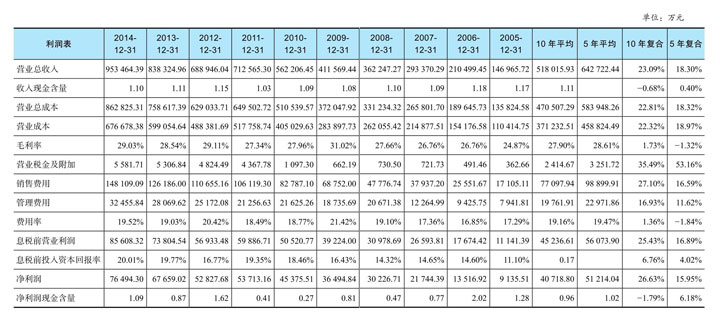 单位：万元
利润表 2014-12-31 2013-12-31 2012-12-31 2011-12-31 2010-12-31 2009-12-31 2008-12-31 2007-12-31 2006-12-31 2005-12-31 10 年平均 5 年平均 10 年复合 5 年复合
营业总收入 953 464.39 838 324.96 688 946.04 712 565.30 562 206.45 411 569.44 362 247.27 293 370.29 210 499.45 146 965.72 518 015.93 642 722.44 23.09% 18.30%
收入现金含量 1.10 1.11 1.15 1.03 1.09 1.08 1.10 1.09 1.18 1.17 1.11 −0.68% 0.40%
营业总成本 862 825.31 758 617.39 629 033.71 649 502.72 510 539.57 372 047.92 331 234.32 265 801.70 189 645.73 135 824.58 470 507.29 583 948.26 22.81% 18.32%
营业成本 676 678.38 599 054.64 488 381.69 517 758.74 405 029.63 283 897.73 262 055.42 214 877.51 154 176.58 110 414.75 371 232.51 458 824.49 22.32% 18.97%
毛利率 29.03% 28.54% 29.11% 27.34% 27.96% 31.02% 27.66% 26.76% 26.76% 24.87% 27.90% 28.61% 1.73% −1.32%
营业税金及附加 5 581.71 5 306.84 4 824.49 4 367.78 1 097.30 662.19 730.50 721.73 491.46 362.66 2 414.67 3 251.72 35.49% 53.16%
销售费用 148 109.09 126 186.00 110 655.16 106 119.30 82 787.10 68 752.00 47 776.74 37 937.20 25 551.67 17 105.11 77 097.94 98 899.91 27.10% 16.59%
管理费用 32 455.84 28 069.62 25 172.08 21 256.63 21 625.26 18 735.69 20 671.38 12 264.99 9 425.75 7 941.81 19 761.91 22 971.86 16.93% 11.62%
费用率 19.52% 19.03% 20.42% 18.49% 18.77% 21.42% 19.10% 17.36% 16.85% 17.29% 19.16% 19.47% 1.36% −1.84%
息税前营业利润 85 608.32 73 804.54 56 933.48 59 886.71 50 520.77 39 224.00 30 978.69 26 593.81 17 674.42 11 141.39 45 236.61 56 073.90 25.43% 16.89%
息税前投入资本回报率 20.01% 19.77% 16.77% 19.35% 18.46% 16.43% 14.32% 14.65% 14.60% 11.10% 0.17 6.76% 4.02%
净利润 76 494.30 67 659.02 52 827.68 53 713.16 45 375.51 36 494.84 30 226.71 21 744.39 13 516.92 9 135.51 40 718.80 51 214.04 26.63% 15.95%
净利润现金含量 1.09 0.87 1.62 0.41 0.27 0.81 0.47 0.77 2.02 1.28 0.96 1.02 −1.79% 6.18%